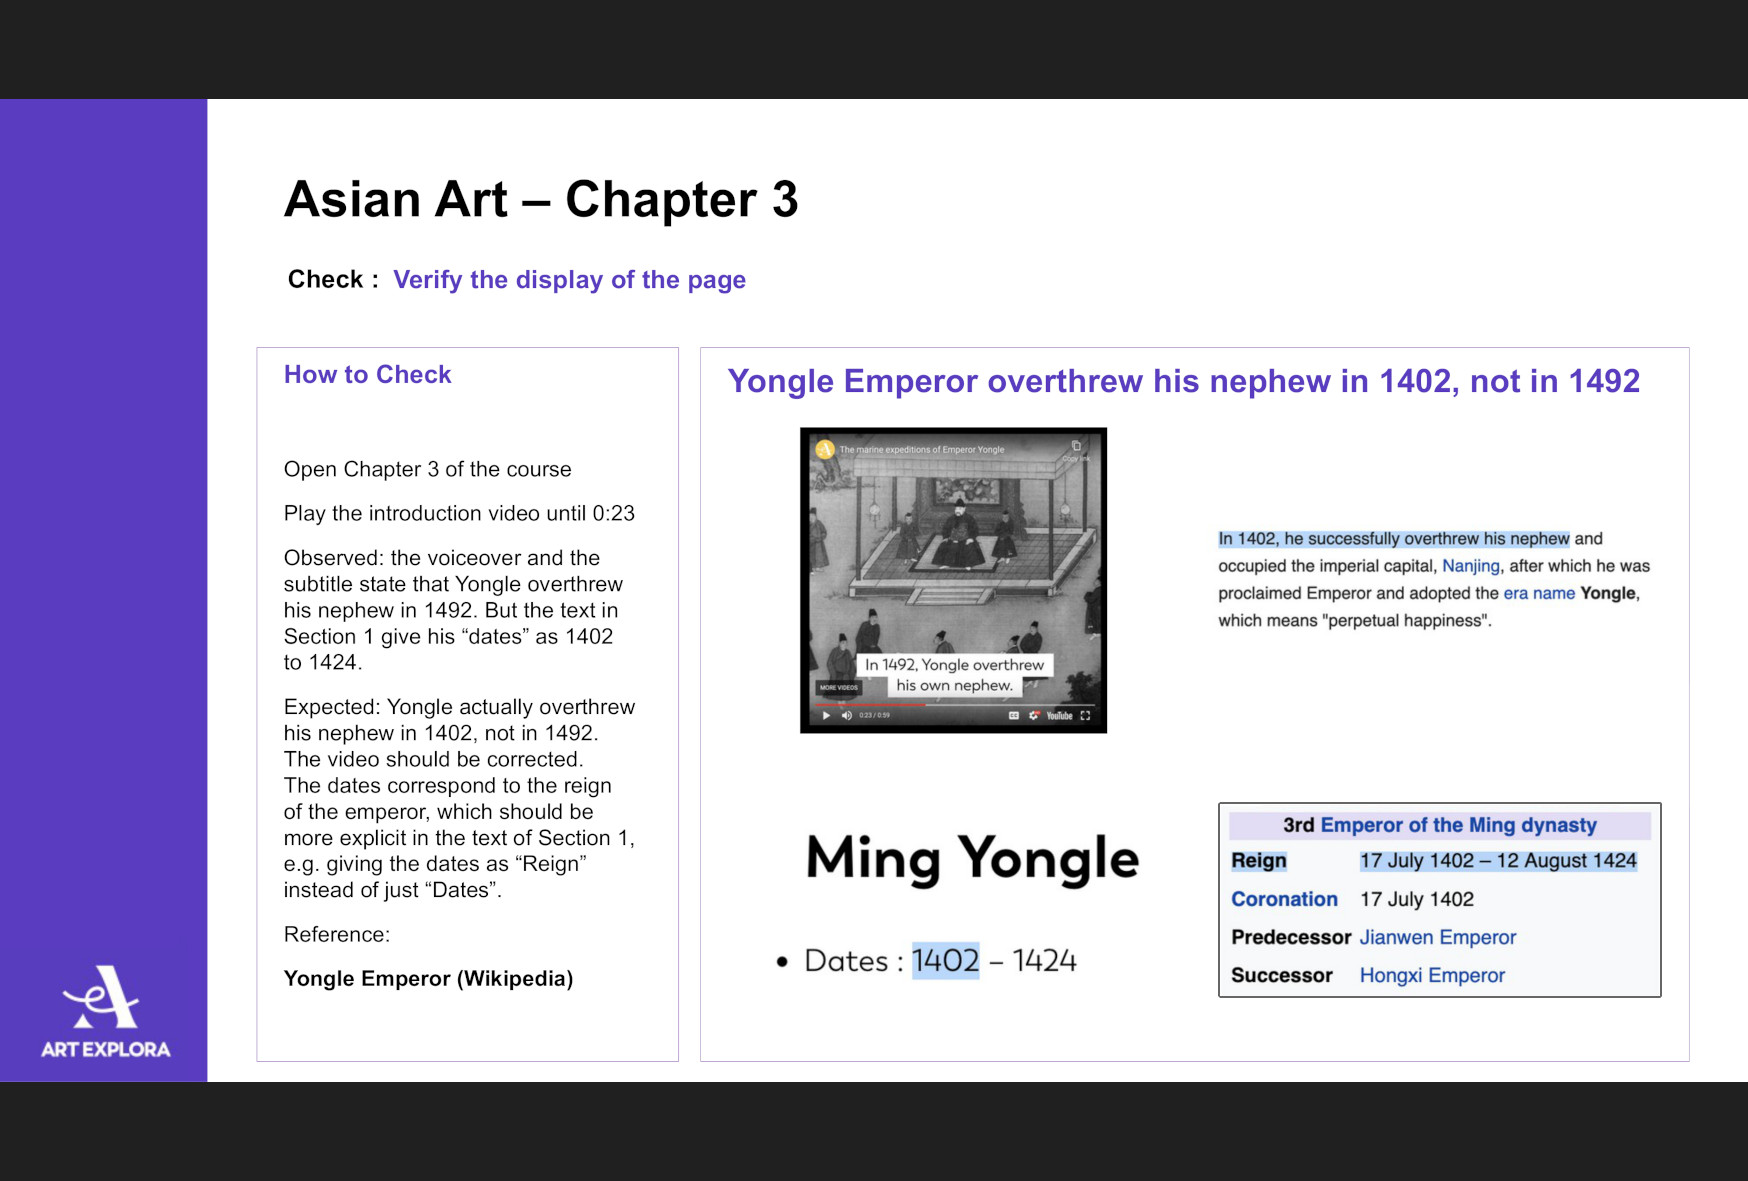 Asian Art – Chapter 3
Check : Verify the display of the page
How to Check
Open Chapter 3 of the course
Play the introduction video until 0:23
Observed: the voiceover and the
subtitle state that Yongle overthrew
his nephew in 1492. But the text in
Section 1 give his “dates” as 1402
to 1424.
Expected: Yongle actually overthrew
his nephew in 1402, not in 1492.
The video should be corrected.
The dates correspond to the reign
of the emperor, which should be
more explicit in the text of Section 1,
e.g. giving the dates as “Reign”
instead of just “Dates”.
Reference:
Yongle Emperor (Wikipedia)
Yongle Emperor overthrew his nephew in 1402, not in 1492
The marine expeditions of Emperor Yongle
Copy link
In 1492, Yongle overthrew
his own nephew.
MORE VIDEOS
0:23 / 0:59
CC
YouTube
In 1402, he successfully overthrew his nephew and
occupied the imperial capital, Nanjing, after which he was
proclaimed Emperor and adopted the era name Yongle,
which means "perpetual happiness".
Ming Yongle
• Dates : 1402 – 1424
3rd Emperor of the Ming dynasty
Reign 17 July 1402 – 12 August 1424
Coronation 17 July 1402
Predecessor Jianwen Emperor
Successor Hongxi Emperor
ART EXPLORA